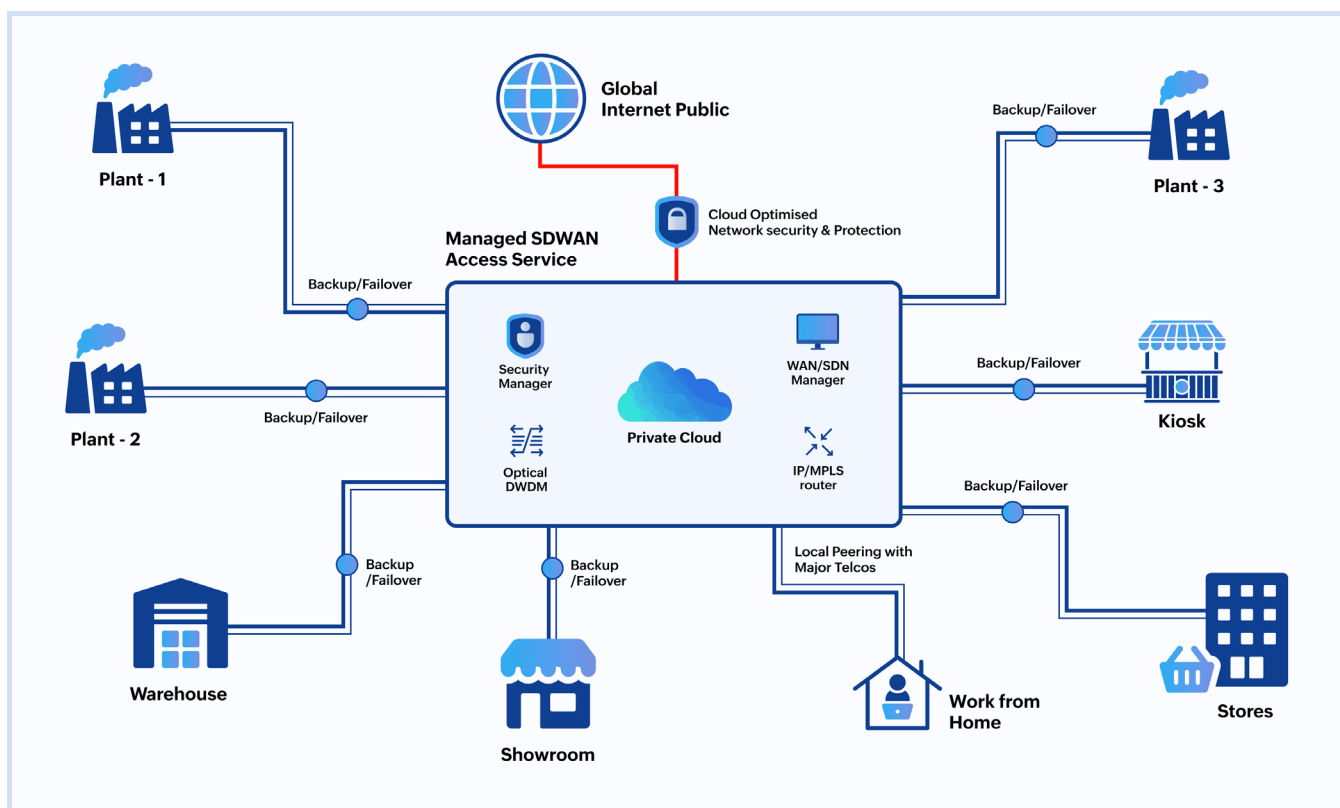 Global
Internet Public
Backup/Failover
Plant - 1
Plant - 3
Cloud Optimised
Network security & Protection
Managed SDWAN
Access Service
Backup/Failover
Security
Manager
WAN/SDN
Manager
Backup/Failover
Kiosk
Backup/Failover
Plant - 2
Private Cloud
Optical
DWDM
IP/MPLS
router
Backup/Failover
Backup
/Failover
Backup
/Failover
Local Peering with
Major Telcos
Warehouse
Showroom
Work from
Home
Stores